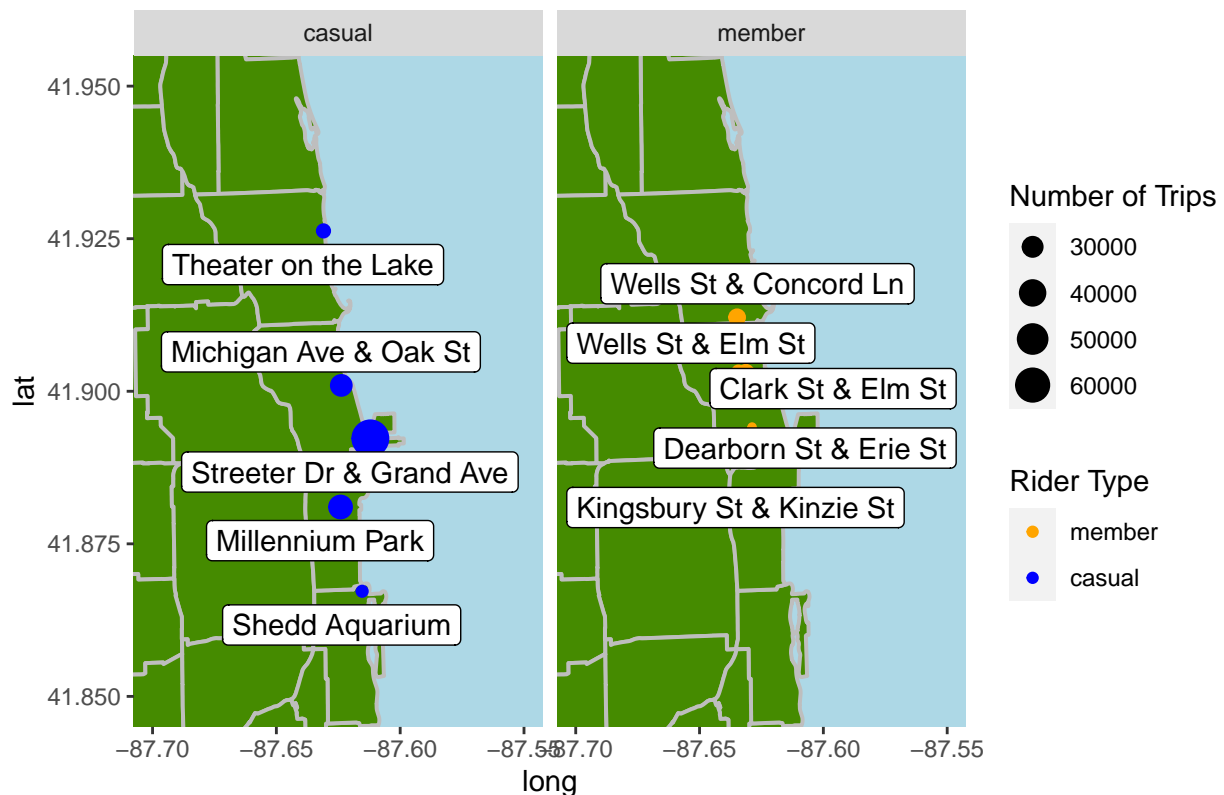 casual
member
41.950
41.925
41.900
41.875
41.850
lat
Theater on the Lake
Michigan Ave & Oak St
Streeter Dr & Grand Ave
Millennium Park
Shedd Aquarium
Wells St & Concord Ln
Wells St & Elm St
Clark St & Elm St
Dearborn St & Erie St
Kingsbury St & Kinzie St
−87.70
−87.65
−87.60
−87.55
−87.70
−87.65
−87.60
−87.55
long
Number of Trips
30000
40000
50000
60000
Rider Type
member
casual